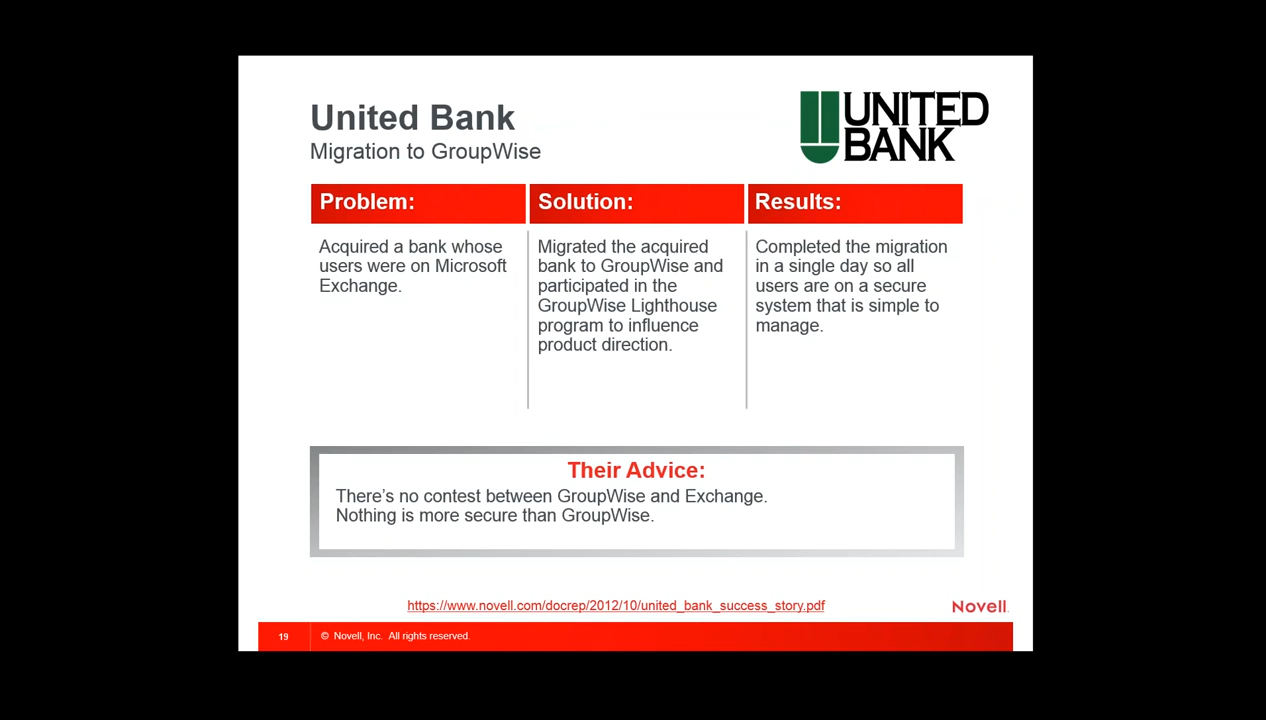 United Bank
Migration to GroupWise
UNITED
BANK
Problem:
Solution:
Results:
Acquired a bank whose
users were on Microsoft
Exchange.
Migrated the acquired
bank to GroupWise and
participated in the
GroupWise Lighthouse
program to influence
product direction.
Completed the migration
in a single day so all
users are on a secure
system that is simple to
manage.
Their Advice:
There’s no contest between GroupWise and Exchange.
Nothing is more secure than GroupWise.
https://www.novell.com/docrep/2012/10/united_bank_success_story.pdf
Novell.
19
© Novell, Inc. All rights reserved.